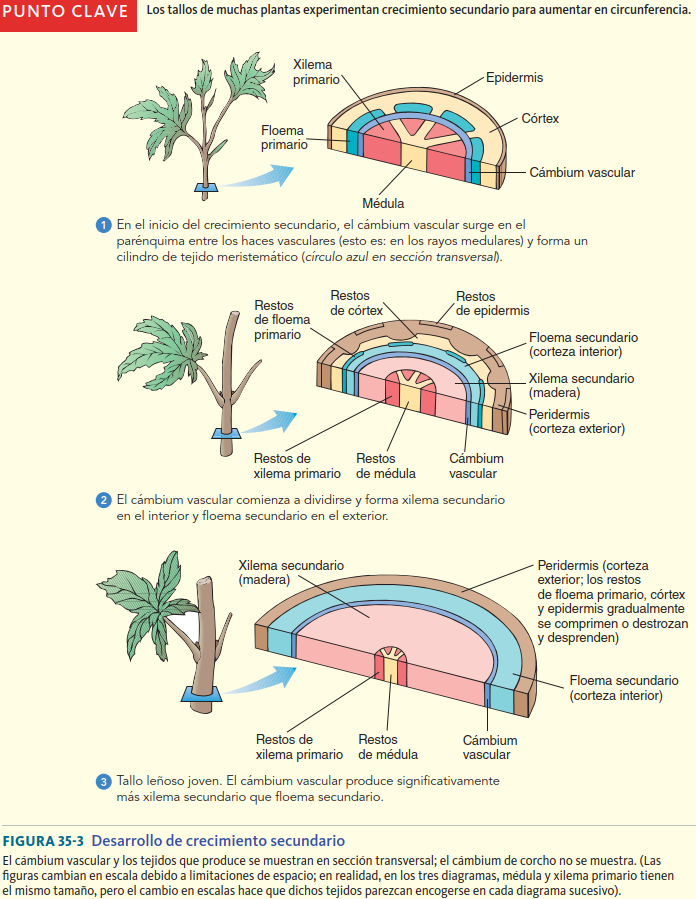 PUNTO CLAVE
Los tallos de muchas plantas experimentan crecimiento secundario para aumentar en circunferencia.
Xilema
primario
Epidermis
Córtex
Floema
primario
Cámbium vascular
Médula
1 En el inicio del crecimiento secundario, el cámbium vascular surge en el
parénquima entre los haces vasculares (esto es: en los rayos medulares) y forma un
cilindro de tejido meristemático (círculo azul en sección transversal).
Restos
de floema
primario
Restos
de córtex
Restos
de epidermis
Floema secundario
(corteza interior)
Xilema secundario
(madera)
Peridermis
(corteza exterior)
Restos de
xilema primario
Restos
de médula
Cámbium
vascular
2 El cámbium vascular comienza a dividirse y forma xilema secundario
en el interior y floema secundario en el exterior.
Xilema secundario
(madera)
Peridermis (corteza
exterior; los restos
de floema primario, córtex
y epidermis gradualmente
se comprimen o destrozan
y desprenden)
Floema secundario
(corteza interior)
Restos de
xilema primario
Restos
de médula
Cámbium
vascular
3 Tallo leñoso joven. El cámbium vascular produce significativamente
más xilema secundario que floema secundario.
FIGURA 35-3 Desarrollo de crecimiento secundario
El cámbium vascular y los tejidos que produce se muestran en sección transversal; el cámbium de corcho no se muestra. (Las
figuras cambian en escala debido a limitaciones de espacio; en realidad, en los tres diagramas, médula y xilema primario tienen
el mismo tamaño, pero el cambio en escalas hace que dichos tejidos parezcan encogerse en cada diagrama sucesivo).